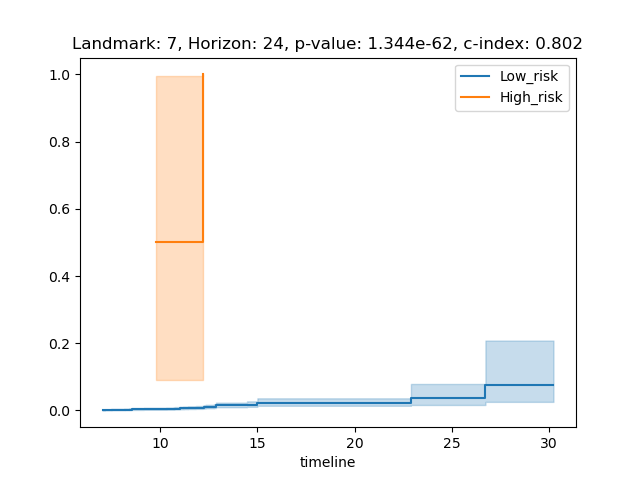 Landmark: 7, Horizon: 24, p-value: 1.344e-62, c-index: 0.802
Low_risk
High_risk
1.0
0.8
0.6
0.4
0.2
0.0
10 15 20 25 30
timeline